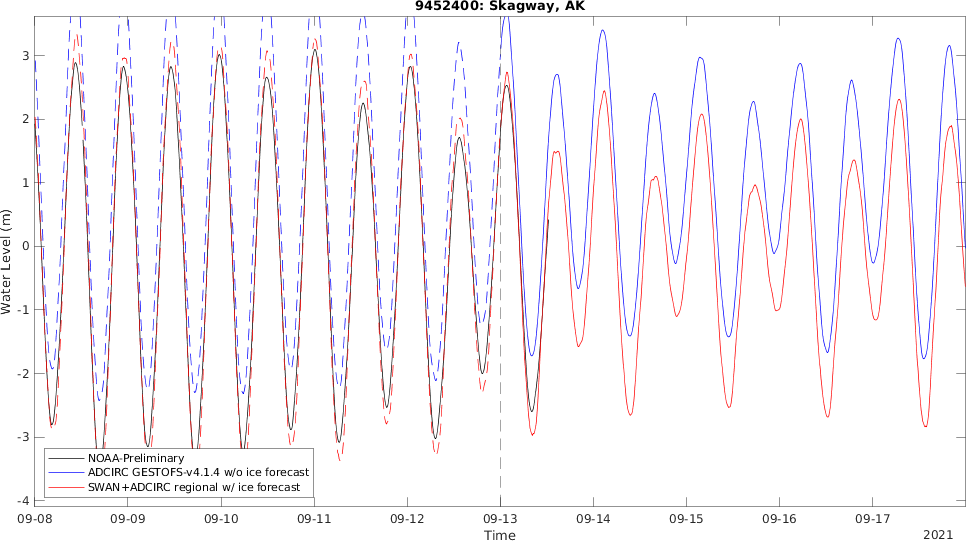 9452400: Skagway, AK
3
2
1
0
-1
-2
-3
-4
Water Level (m)
NOAA-Preliminary
ADCIRC GESTOFS-v4.1.4 w/o ice forecast
SWAN+ADCIRC regional w/ ice forecast
09-08 09-09 09-10 09-11 09-12 09-13 09-14 09-15 09-16 09-17
Time
2021